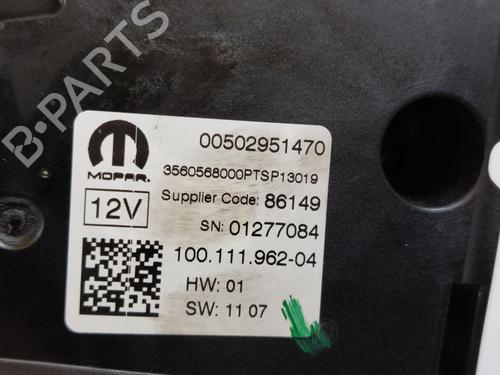 B-PARTS
00502951470
MOPAR.
3560568000PTSP13019
12V
Supplier Code: 86149
SN: 01277084
100.111.962-04
HW: 01
SW: 11 07